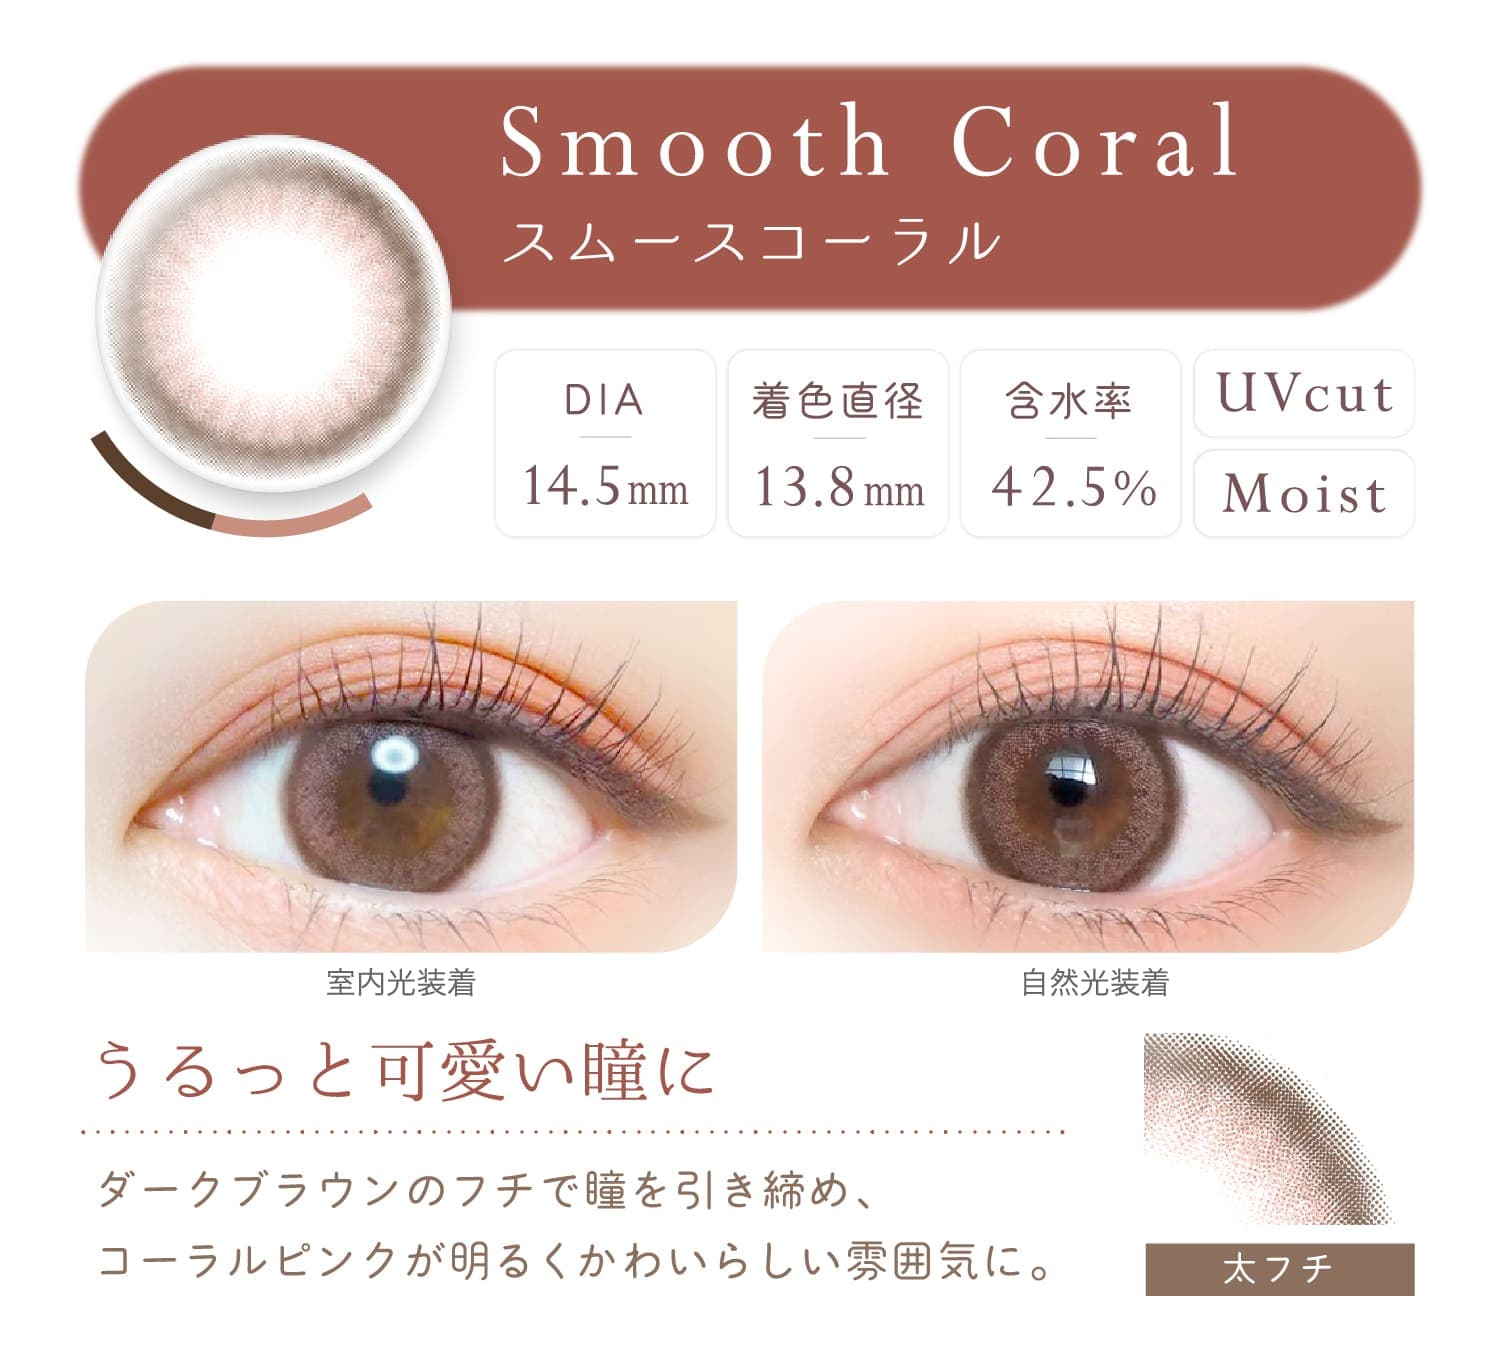 Smooth Coral
スムースコーラル
DIA
14.5mm
着色直径
13.8mm
含水率
42.5%
UVcut
Moist
室内光装着
自然光装着
うるっと可愛い瞳に
ダークブラウンのフチで瞳を引き締め、
コーラルピンクが明るくかわいらしい雰囲気に。
太フチ